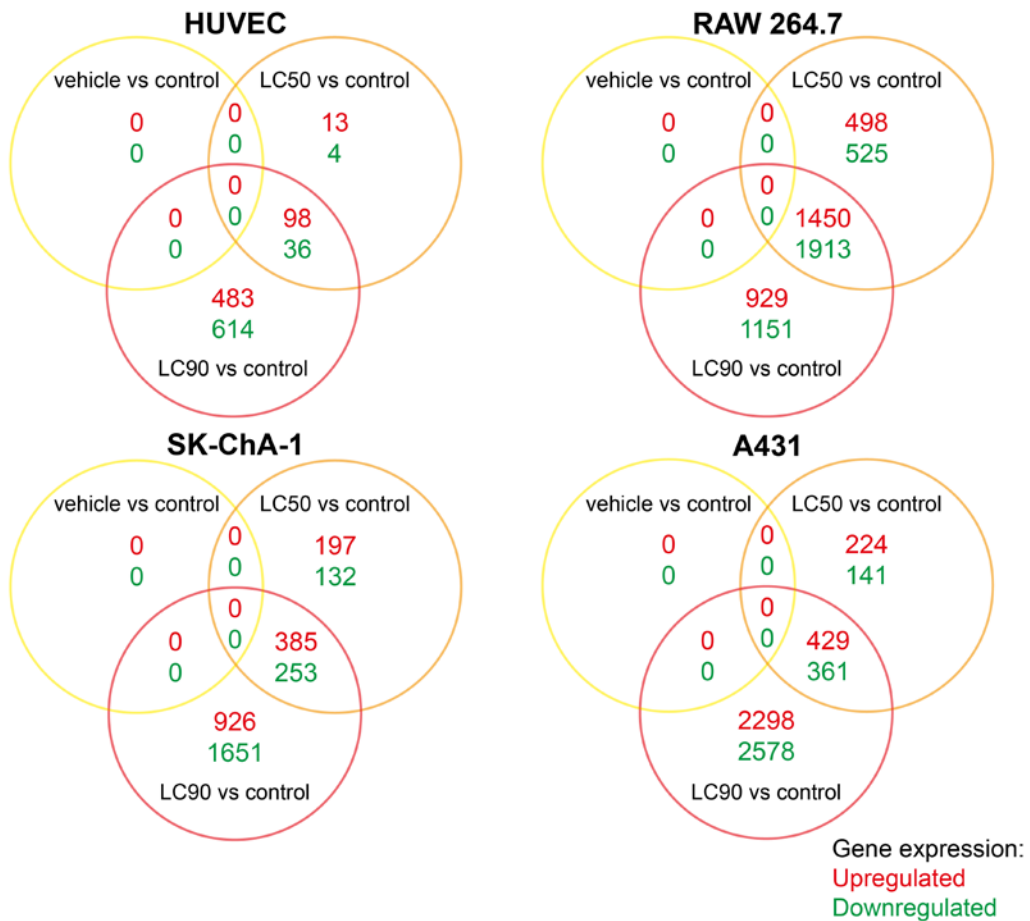 HUVEC
vehicle vs control
LC50 vs control
0
0
0
0
13
4
0
0
0
0
98
36
483
614
LC90 vs control
RAW 264.7
vehicle vs control
LC50 vs control
0
0
0
0
498
525
0
0
0
0
1450
1913
929
1151
LC90 vs control
SK-ChA-1
vehicle vs control
LC50 vs control
0
0
0
0
197
132
0
0
0
0
385
253
926
1651
LC90 vs control
A431
vehicle vs control
LC50 vs control
0
0
0
0
224
141
0
0
0
0
429
361
2298
2578
LC90 vs control
Gene expression:
Upregulated
Downregulated